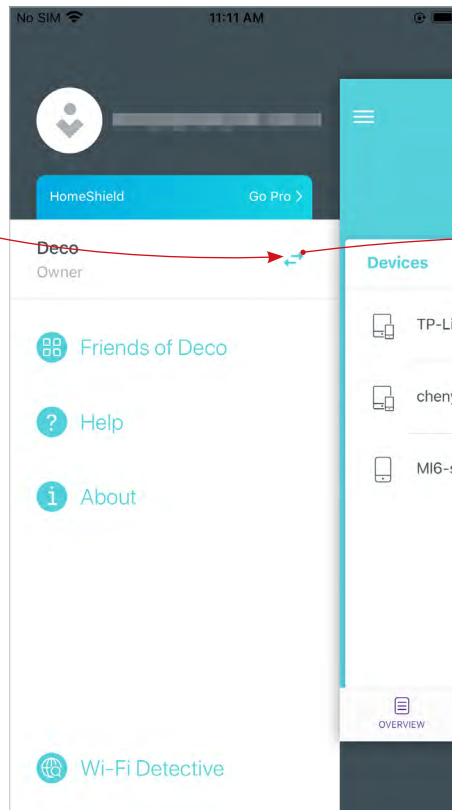 No SIM 11:11 AM
HomeShield Go Pro >
Deco
Owner
Devices
Friends of Deco
Help
About
Wi-Fi Detective
OVERVIEW